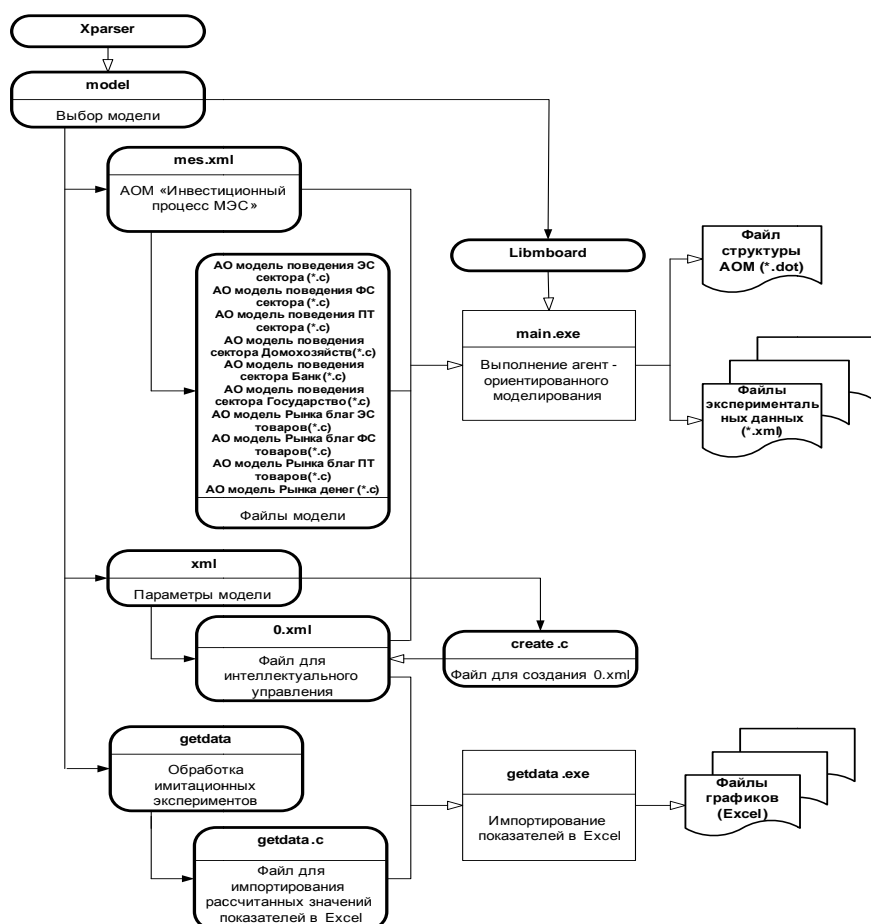 Xparser
model
Выбор модели
mes.xml
АОМ «Инвестиционный
процесс МЭС»
АО модель поведения ЭС
сектора (*.c)
АО модель поведения ФС
сектора (*.c)
АО модель поведения ПТ
сектора (*.c)
АО модель поведения
сектора Домохозяйств(*.c)
АО модель поведения
сектора Банк(*.c)
АО модель поведения
сектора Государство(*.c)
АО модель Рынка благ ЭС
товаров(*.c)
АО модель Рынка благ ФС
товаров(*.c)
АО модель Рынка благ ПТ
товаров(*.c)
АО модель Рынка денег (*.c)
Файлы модели
Libmboard
main.exe
Выполнение агент -
ориентированного
моделирования
Файл
структуры
АОМ (*.dot)
Файлы
эксперименталь
ных данных
(*.xml)
xml
Параметры модели
0.xml
Файл для
интеллектуального
управления
create .c
Файл для создания 0.xml
getdata
Обработка
имитационных
экспериментов
getdata .c
Файл для
импортирования
рассчитанных значений
показателей в Excel
getdata .exe
Импортирование
показателей в Excel
Файлы
графиков
(Excel)